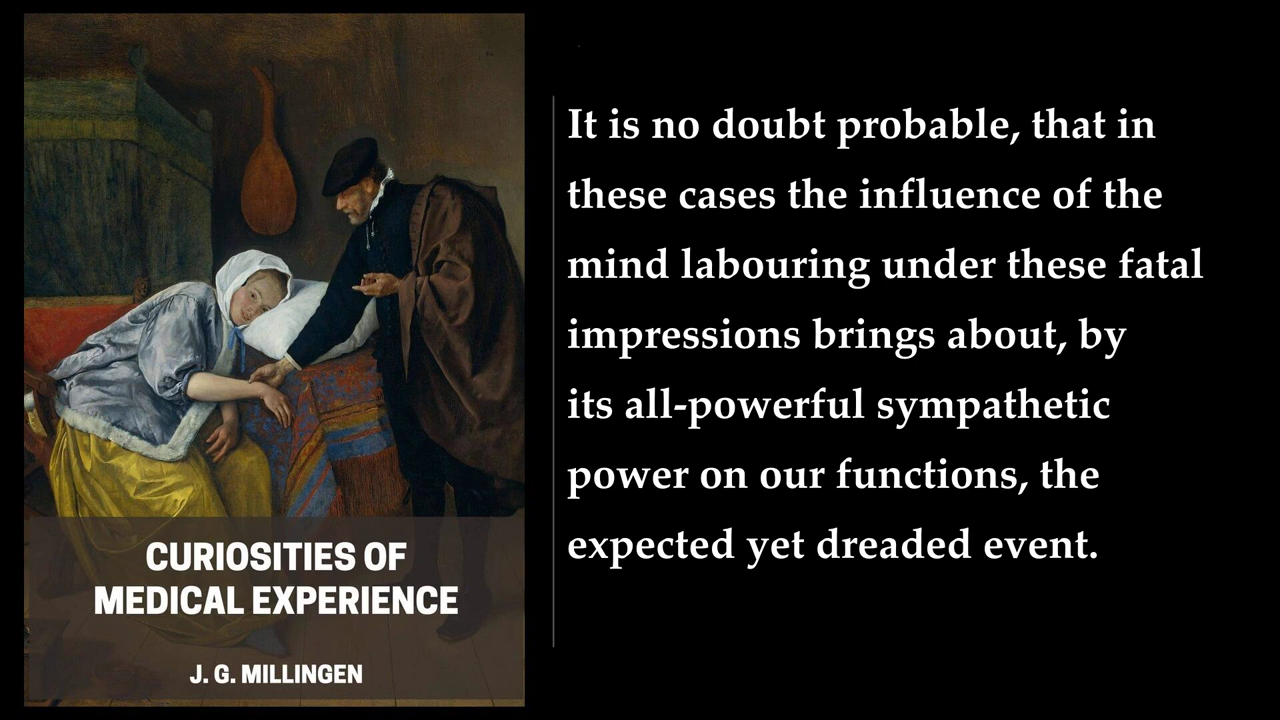 It is no doubt probable, that in
these cases the influence of the
mind labouring under these fatal
impressions brings about, by
its all-powerful sympathetic
power on our functions, the
expected yet dreaded event.
CURIOSITIES OF
MEDICAL EXPERIENCE
J. G. MILLINGEN